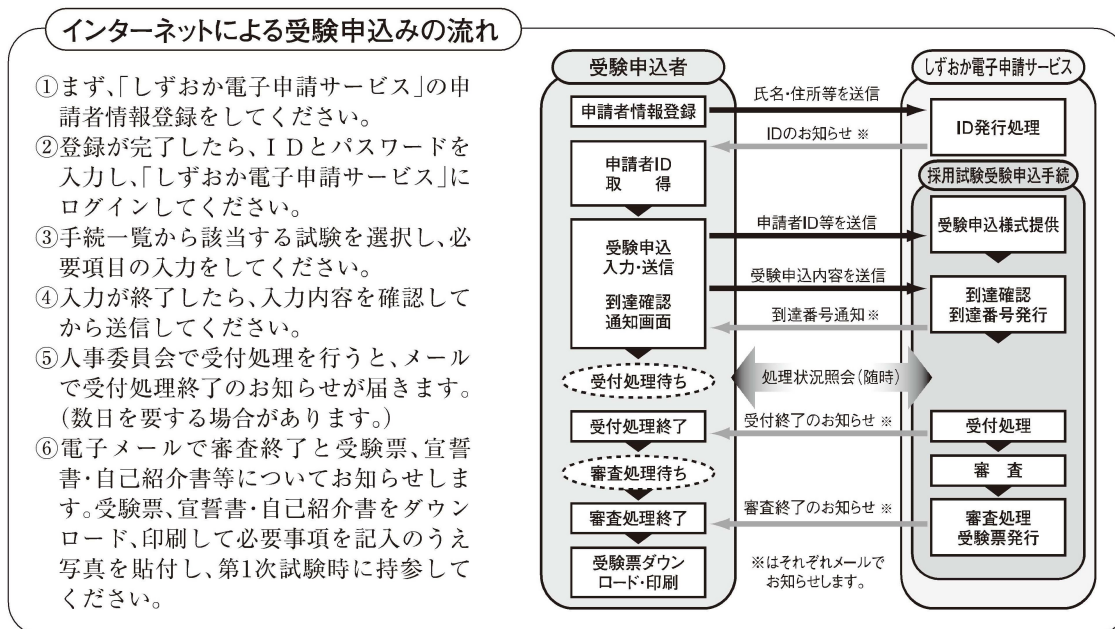 インターネットによる受験申込みの流れ
①まず、「しずおか電子申請サービス」の申
請者情報登録をしてください。
②登録が完了したら、ＩＤとパスワードを
入力し、「しずおか電子申請サービス」に
ログインしてください。
③手続一覧から該当する試験を選択し、必
要項目の入力をしてください。
④入力が終了したら、入力内容を確認して
から送信してください。
⑤人事委員会で受付処理を行うと、メール
で受付処理終了のお知らせが届きます。
(数日を要する場合があります。)
⑥電子メールで審査終了と受験票、宣誓
書・自己紹介書等についてお知らせしま
す。受験票、宣誓書・自己紹介書をダウン
ロード、印刷して必要事項を記入のうえ
写真を貼付し、第1次試験時に持参して
ください。
受験申込者
申請者情報登録
申請者ID
取　得
受験申込
入力・送信
到達確認
通知画面
受付処理待ち
受付処理終了
審査処理待ち
審査処理終了
受験票ダウン
ロード・印刷
氏名・住所等を送信
IDのお知らせ ※
申請者ID等を送信
受験申込内容を送信
到達番号通知 ※
処理状況照会(随時)
受付終了のお知らせ ※
審査終了のお知らせ ※
※はそれぞれメールで
お知らせします。
しずおか電子申請サービス
ID発行処理
採用試験受験申込手続
受験申込様式提供
到達確認
到達番号発行
受付処理
審　査
審査処理
受験票発行